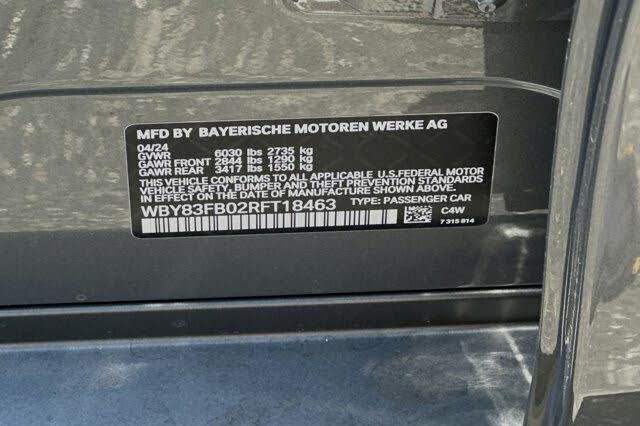 MFD BY BAYERISCHE MOTOREN WERKE AG
04/24
GVWR 6030 lbs 2735 kg
GAWR FRONT 2844 lbs 1290 kg
GAWR REAR 3417 lbs 1550 kg
THIS VEHICLE CONFORMS TO ALL APPLICABLE U.S.FEDERAL MOTOR
VEHICLE SAFETY, BUMPER AND THEFT PREVENTION STANDARDS
IN EFFECT ON THE DATE OF MANUFACTURE SHOWN ABOVE.
WBY83FB02RFT18463 TYPE: PASSENGER CAR
C4W
7 315 814